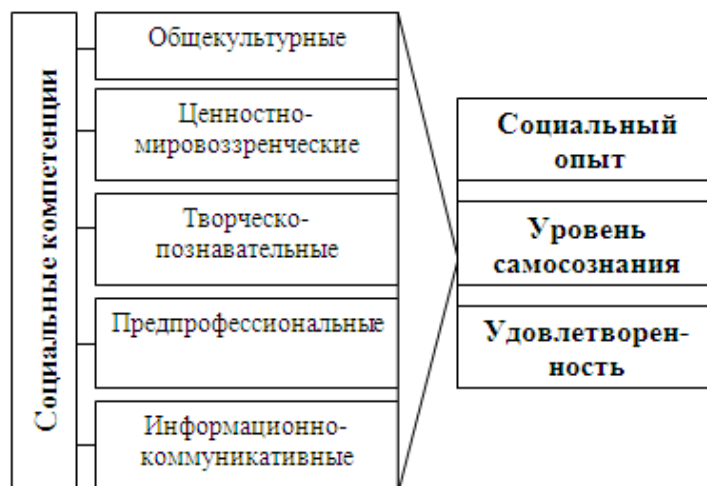 Социальные компетенции
Общекультурные
Ценностно-
мировоззренческие
Творческо-
познавательные
Предпрофессиональные
Информационно-
коммуникативные
Социальный
опыт
Уровень
самосознания
Удовлетворен-
ность